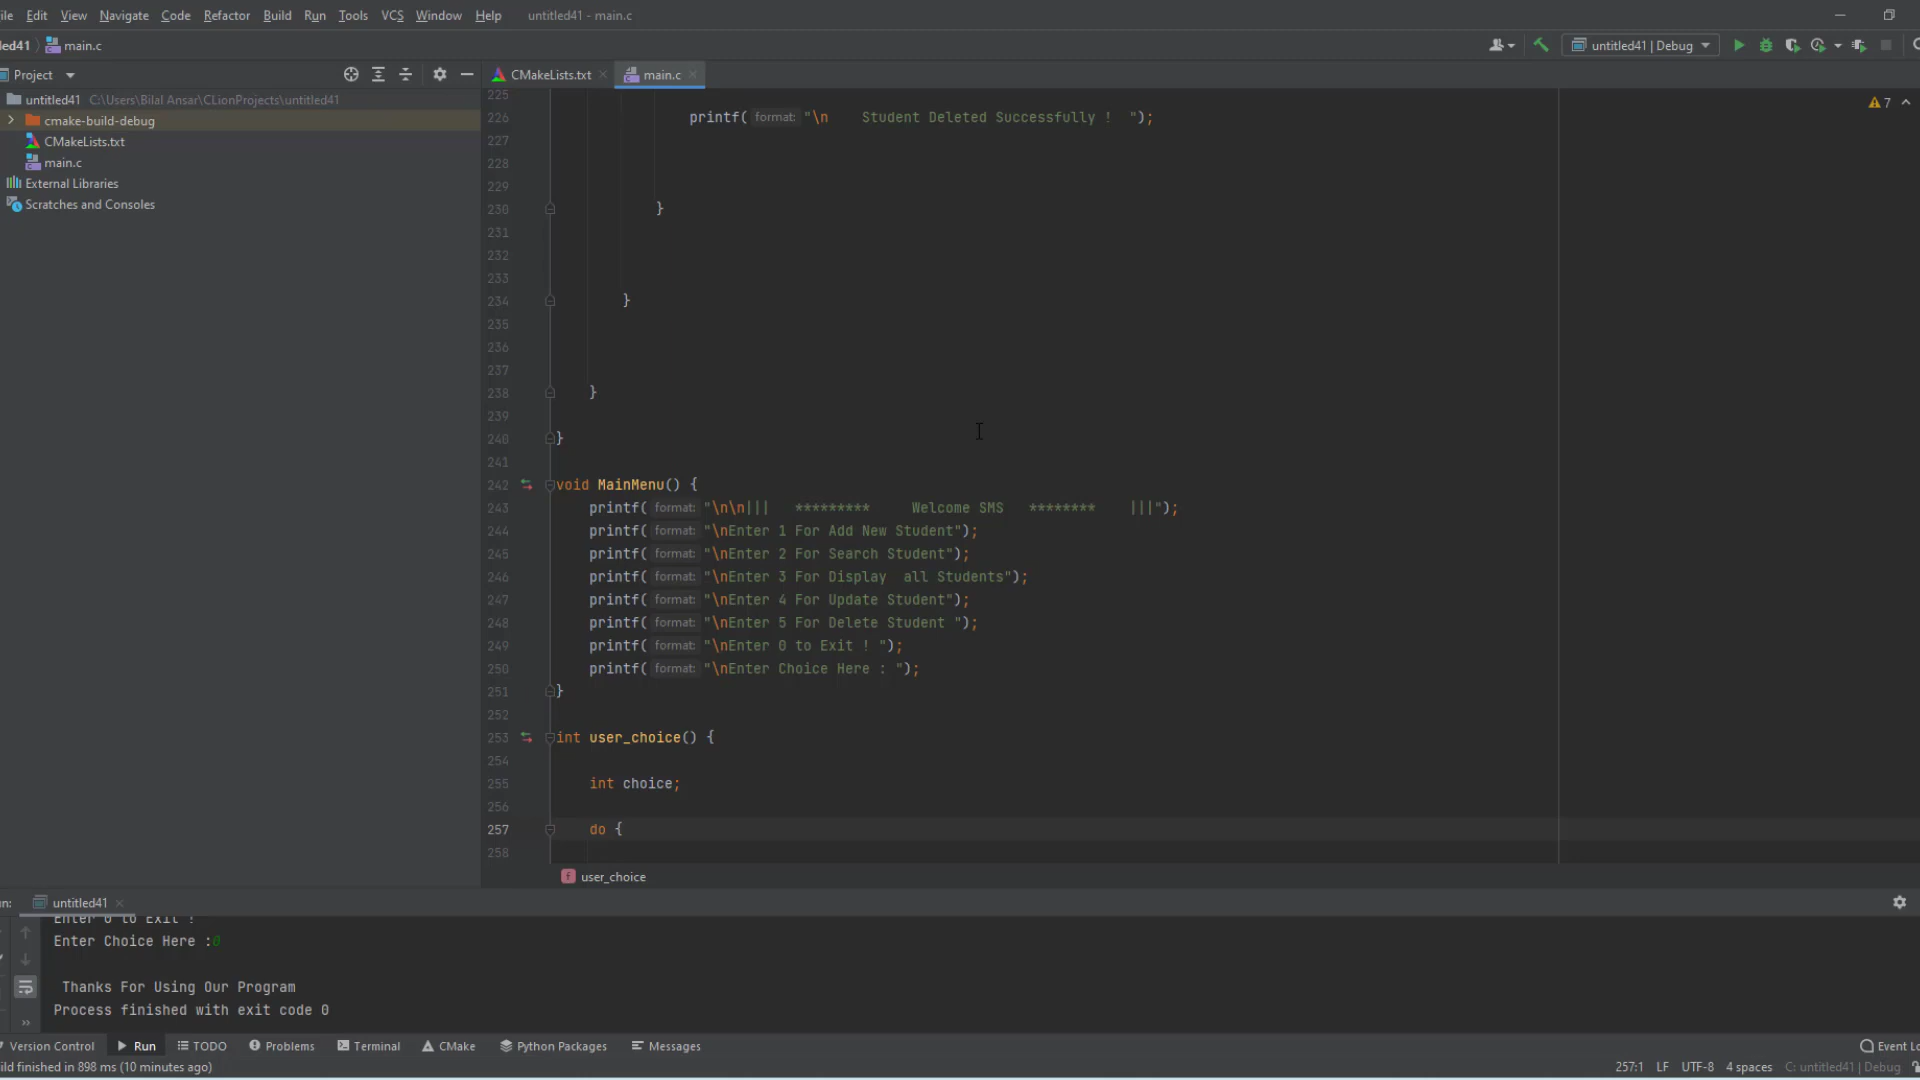 ile Edit View Navigate Code Refactor Build Run Tools VCS Window Help untitled41 - main.c
led41 main.c untitled41 | Debug
Project CMakeLists.txt main.c
untitled41 C:\Users\Bilal Ansar\CLionProjects\untitled41
cmake-build-debug
CMakeLists.txt
main.c
External Libraries
Scratches and Consoles
7
225
226 printf( format: "\n    Student Deleted Successfully !  ");
227
228
229
230 }
231
232
233
234 }
235
236
237
238 }
239
240 }
241
242 void MainMenu() {
243 printf( format: "\n\n|||   *********     Welcome SMS   ********    |||");
244 printf( format: "\nEnter 1 For Add New Student");
245 printf( format: "\nEnter 2 For Search Student");
246 printf( format: "\nEnter 3 For Display  all Students");
247 printf( format: "\nEnter 4 For Update Student");
248 printf( format: "\nEnter 5 For Delete Student ");
249 printf( format: "\nEnter 0 to Exit ! ");
250 printf( format: "\nEnter Choice Here : ");
251 }
252
253 int user_choice() {
254
255 int choice;
256
257 do {
258
user_choice
n: untitled41
Enter 0 to Exit !
Enter Choice Here :0
Thanks For Using Our Program
Process finished with exit code 0
Version Control Run TODO Problems Terminal CMake Python Packages Messages Event Lo
ild finished in 898 ms (10 minutes ago) 257:1 LF UTF-8 4 spaces C: untitled41 | Debug